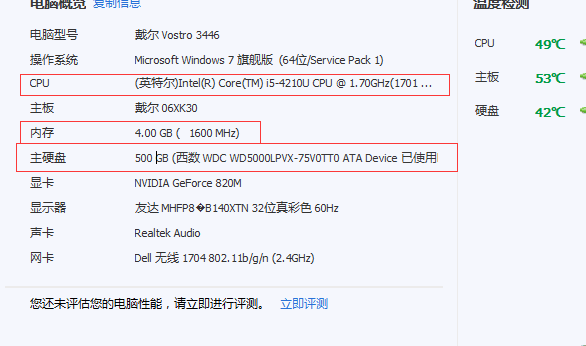 电脑概览 复制信息
温度检测
电脑型号 戴尔 Vostro 3446
操作系统 Microsoft Windows 7 旗舰版 (64位/Service Pack 1)
CPU (英特尔)Intel(R) Core(TM) i5-4210U CPU @ 1.70GHz(1701 ...
主板 戴尔 06XK30
内存 4.00 GB ( 1600 MHz)
主硬盘 500 GB (西数 WDC WD5000LPVX-75V0TT0 ATA Device 已使用
显卡 NVIDIA GeForce 820M
显示器 友达 MHFP8�B140XTN 32位真彩色 60Hz
声卡 Realtek Audio
网卡 Dell 无线 1704 802.11b/g/n (2.4GHz)
您还未评估您的电脑性能，请立即进行评测。 立即评测
CPU 49℃
主板 53℃
硬盘 42℃